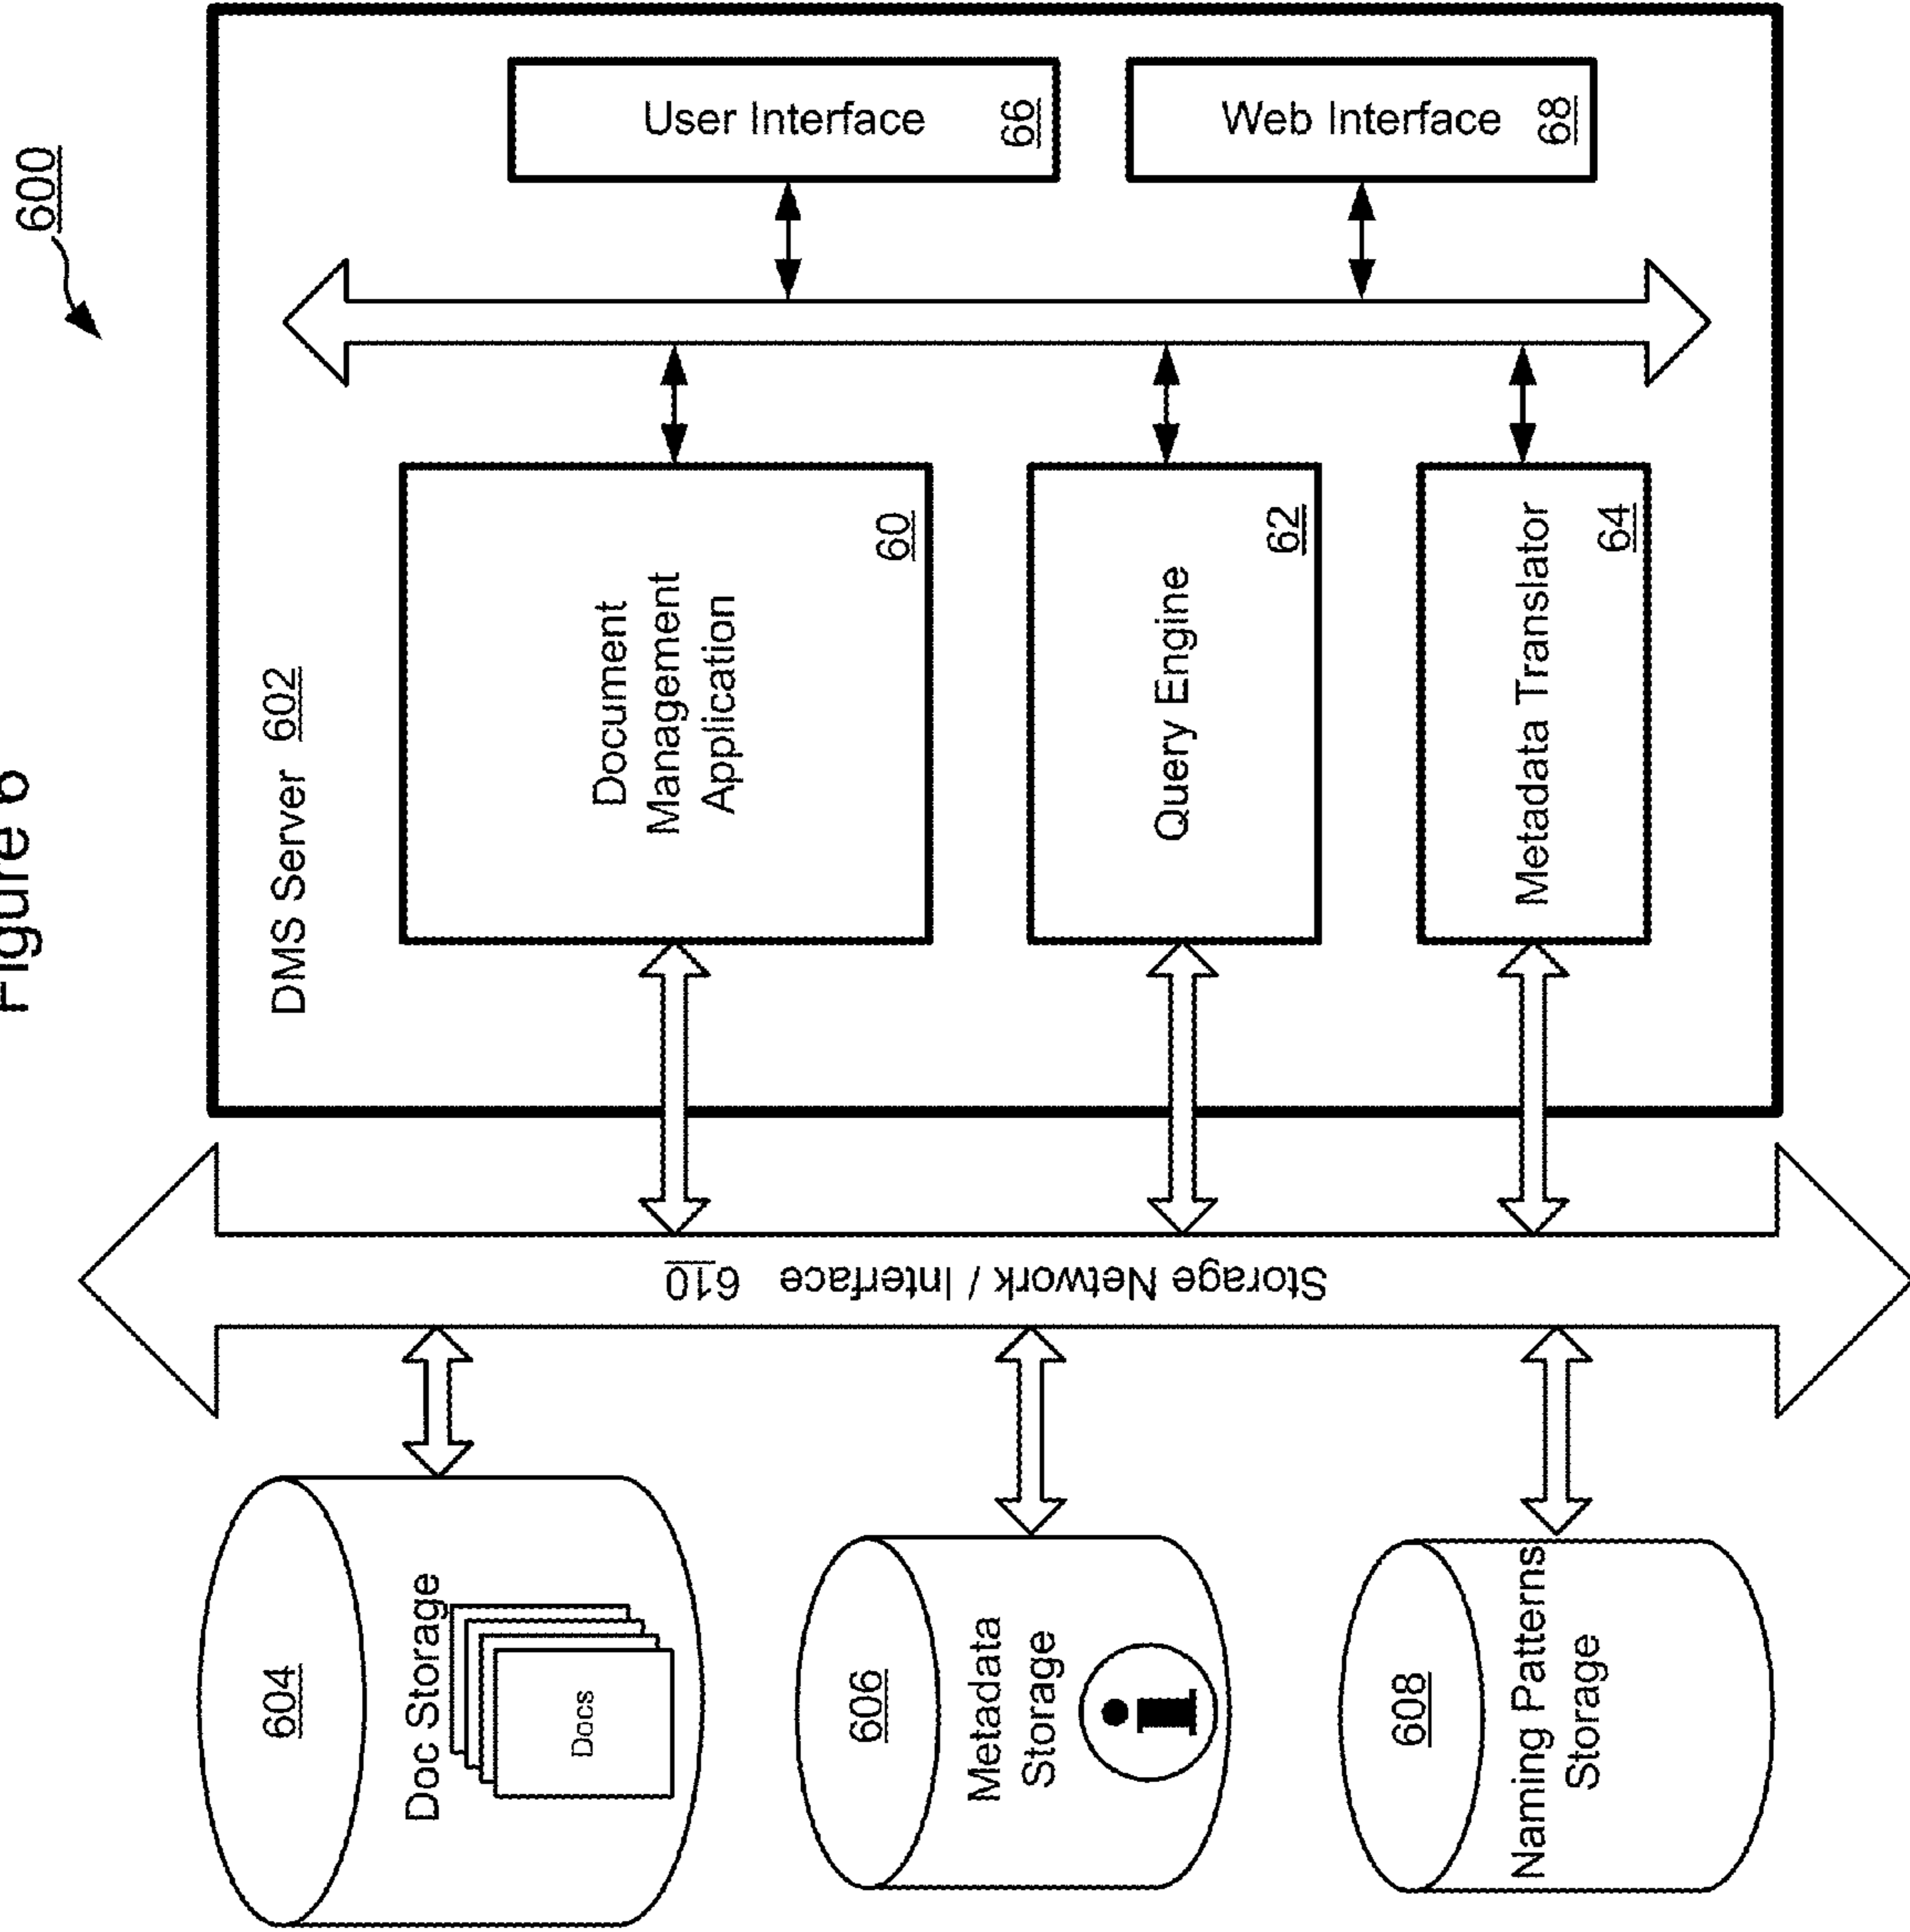 Figure 6
600
604
Doc Storage
Docs
606
Metadata
Storage
608
Naming Patterns
Storage
Storage Network / Interface 610
DMS Server 602
Document
Management
Application
60
Query Engine
62
Metadata Translator
64
User Interface
66
Web Interface
68